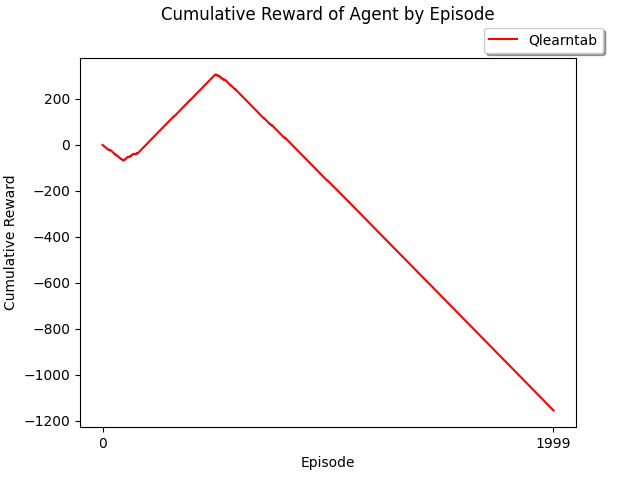 Cumulative Reward of Agent by Episode
Qlearntab
200
0
−200
−400
−600
−800
−1000
−1200
Cumulative Reward
0
1999
Episode